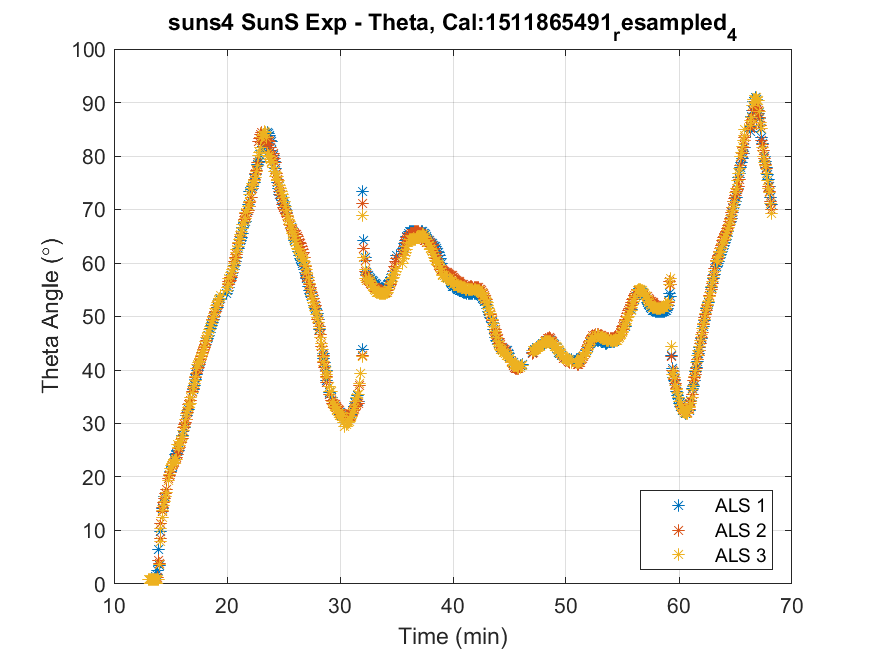 suns4 SunS Exp - Theta, Cal:1511865491_resampled_4
100
90
80
70
60
50
40
30
20
10
0
Theta Angle (°)
10 20 30 40 50 60 70
Time (min)
ALS 1
ALS 2
ALS 3